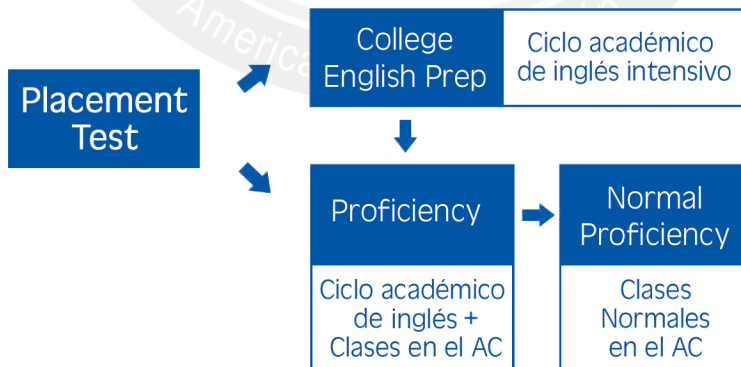 America
College
English Prep
Ciclo académico
de inglés intensivo
Placement
Test
Proficiency
Ciclo académico
de inglés +
Clases en el AC
Normal
Proficiency
Clases
Normales
en el AC